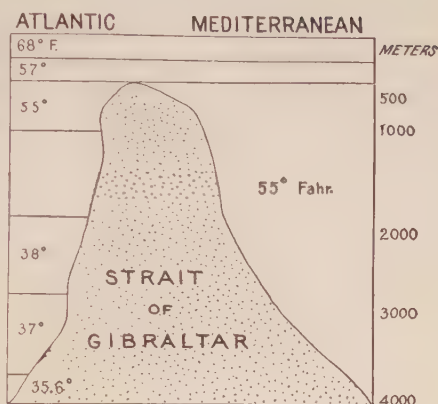 ATLANTIC MEDITERRANEAN
68° F.
METERS
57°
55°
500
1000
55° Fahr.
2000
38°
STRAIT
OF
GIBRALTAR
3000
37°
35.6°
4000